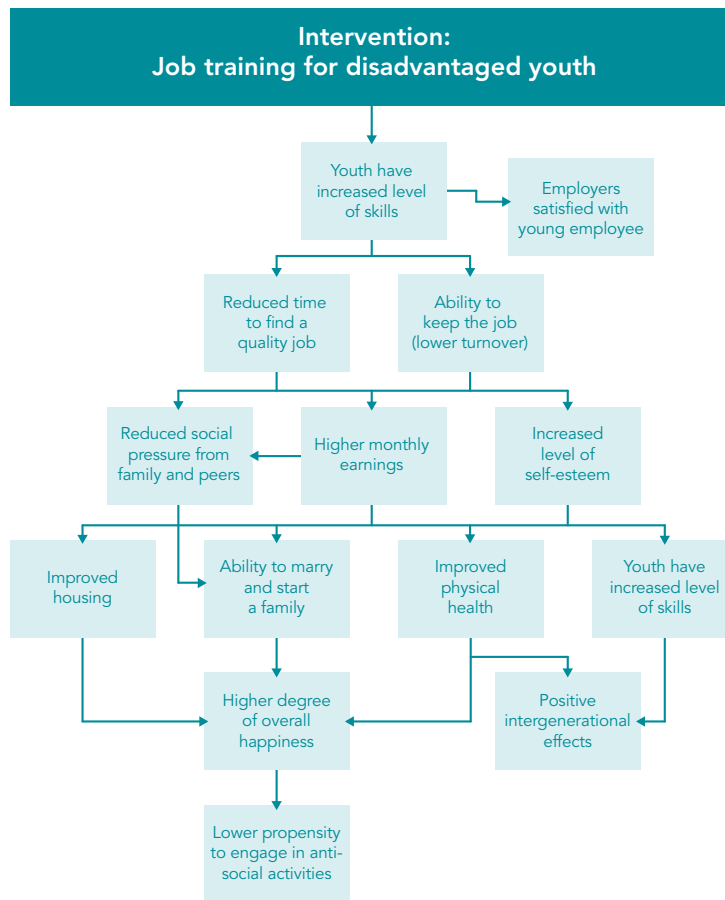 Intervention:
Job training for disadvantaged youth
Youth have
increased level
of skills
Employers
satisfied with
young employee
Reduced time
to find a
quality job
Ability to
keep the job
(lower turnover)
Reduced social
pressure from
family and peers
Higher monthly
earnings
Increased
level of
self-esteem
Improved
housing
Ability to marry
and start
a family
Improved
physical
health
Youth have
increased level
of skills
Higher degree
of overall
happiness
Positive
intergenerational
effects
Lower propensity
to engage in anti-
social activities